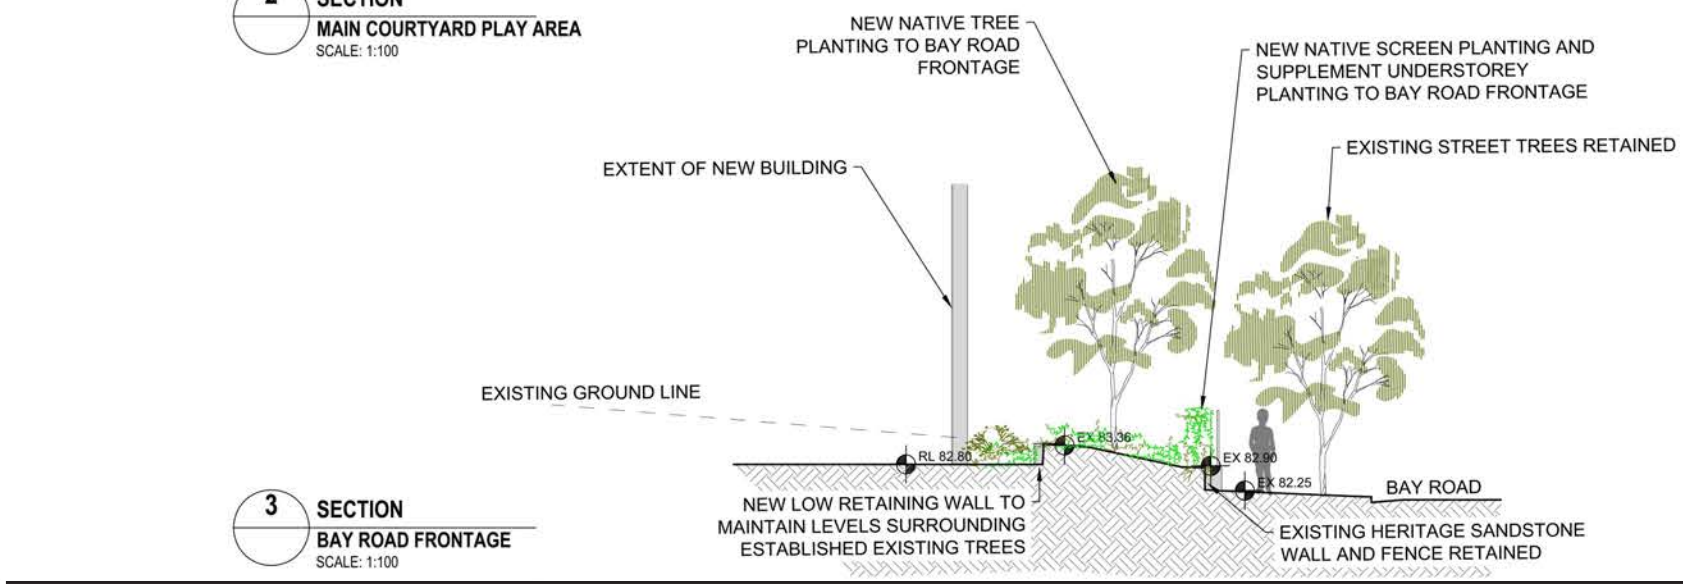 2
SECTION
MAIN COURTYARD PLAY AREA
SCALE: 1:100
NEW NATIVE TREE
PLANTING TO BAY ROAD
FRONTAGE
NEW NATIVE SCREEN PLANTING AND
SUPPLEMENT UNDERSTOREY
PLANTING TO BAY ROAD FRONTAGE
EXISTING STREET TREES RETAINED
EXTENT OF NEW BUILDING
EXISTING GROUND LINE
EX 83.36
RL 82.80
EX 82.90
EX 82.25
BAY ROAD
NEW LOW RETAINING WALL TO
MAINTAIN LEVELS SURROUNDING
ESTABLISHED EXISTING TREES
EXISTING HERITAGE SANDSTONE
WALL AND FENCE RETAINED
3
SECTION
BAY ROAD FRONTAGE
SCALE: 1:100